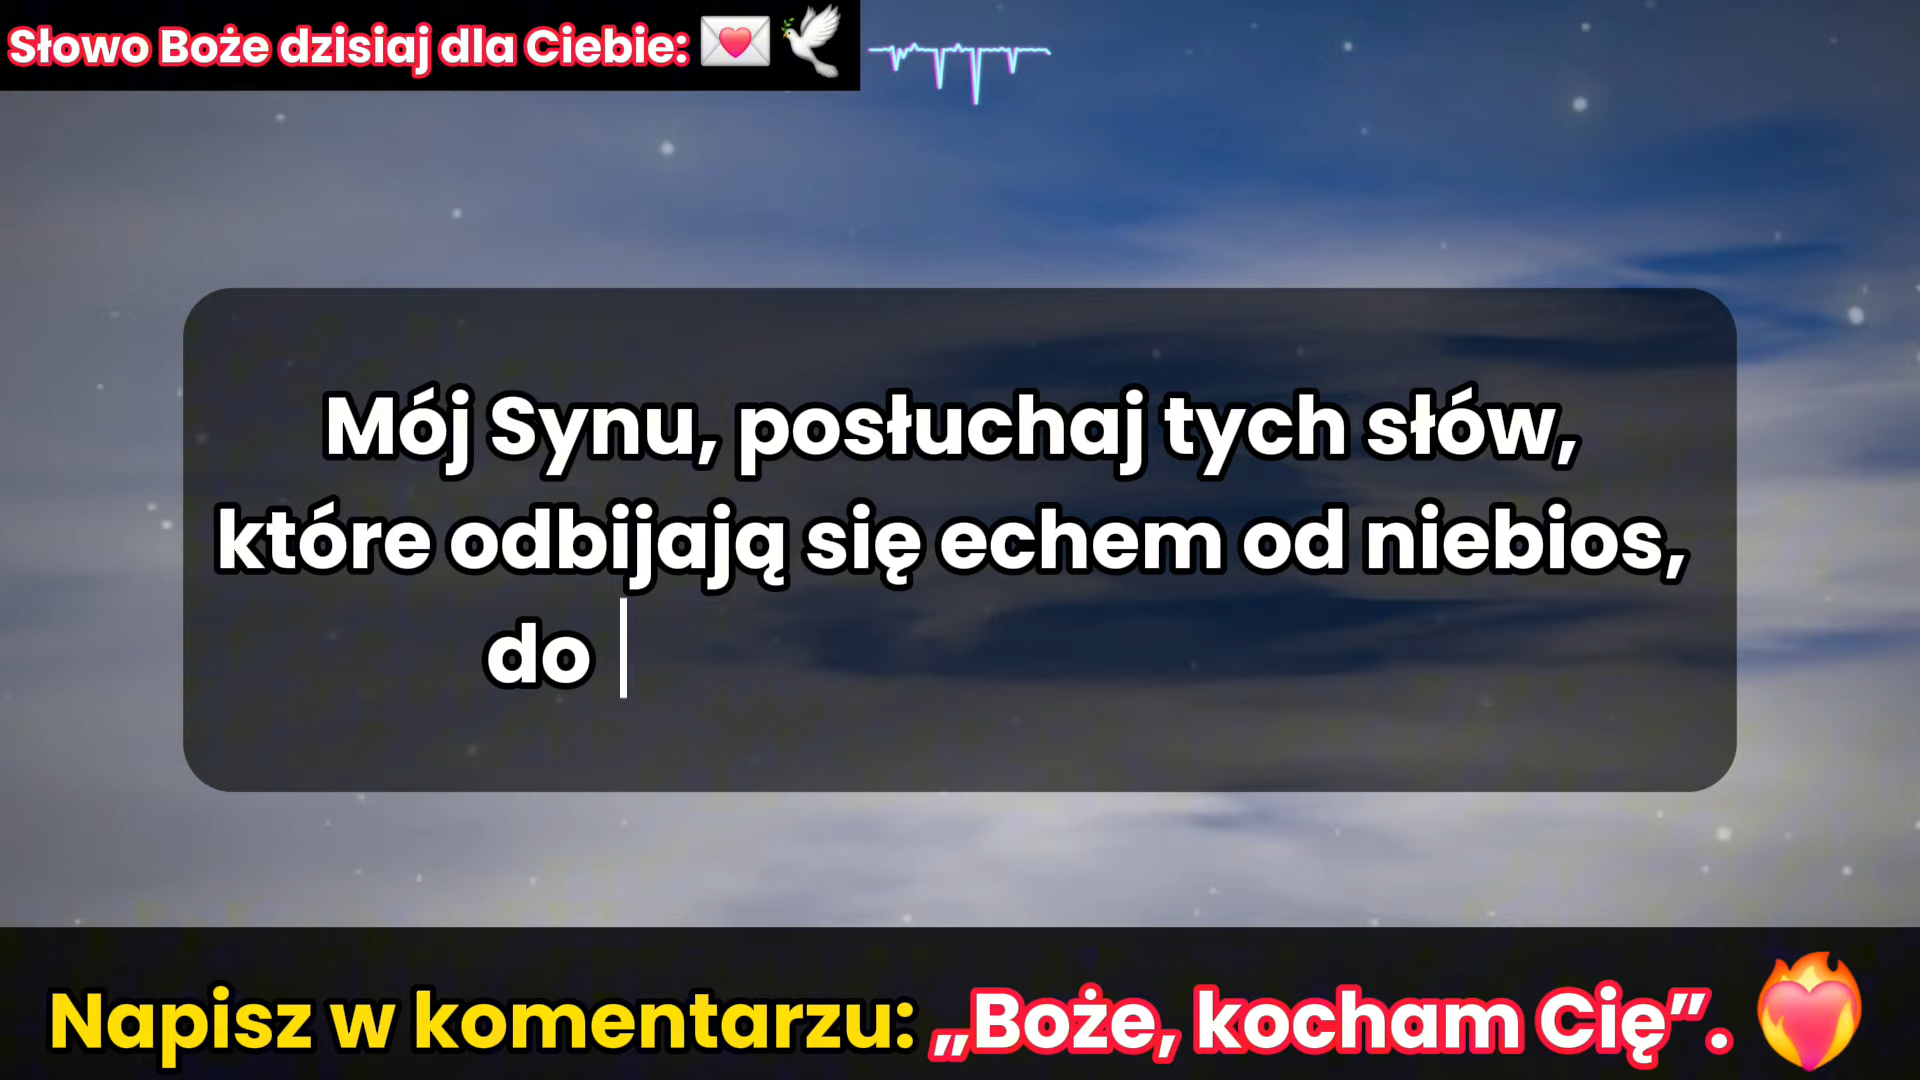 Słowo Boże dzisiaj dla Ciebie: 💌 🕊️
Mój Synu, posłuchaj tych słów,
które odbijają się echem od niebios,
do
Napisz w komentarzu: „Boże, kocham Cię”. ❤️‍🔥